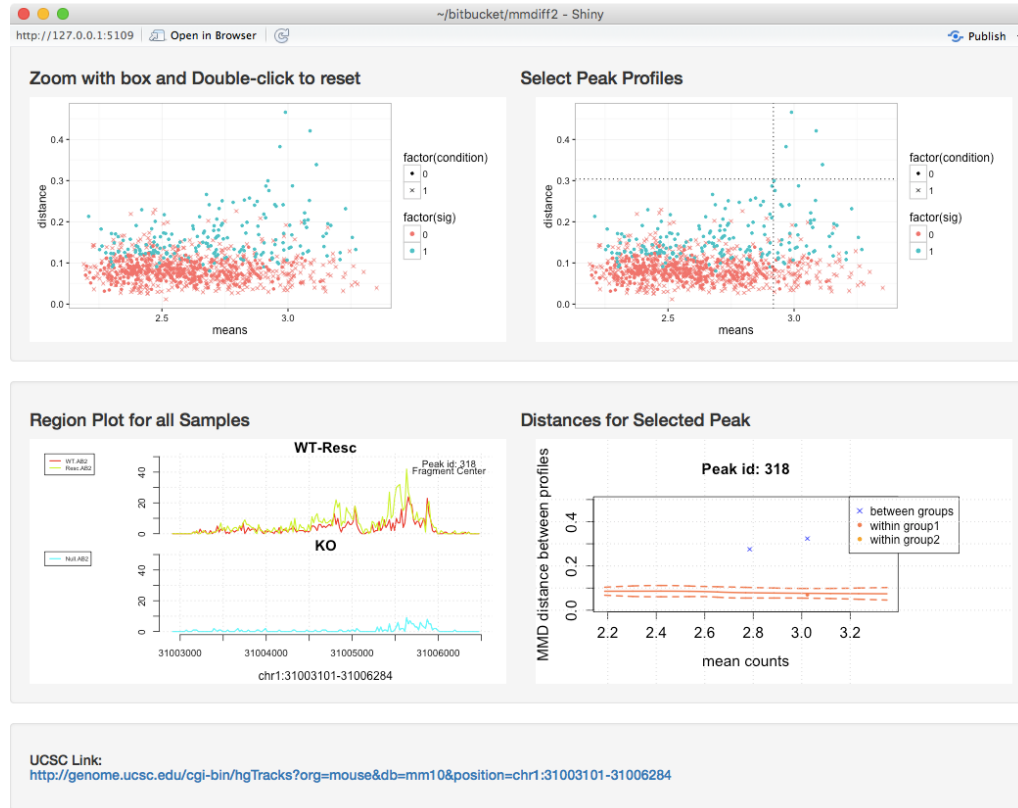 ~/bitbucket/mmdiff2 - Shiny
http://127.0.0.1:5109 Open in Browser Publish
Zoom with box and Double-click to reset
0.4
0.3
0.2
0.1
0.0
distance
2.5 3.0
means
factor(condition)
0
1
factor(sig)
0
1
Select Peak Profiles
0.4
0.3
0.2
0.1
0.0
distance
2.5 3.0
means
factor(condition)
0
1
factor(sig)
0
1
Region Plot for all Samples
WT-Resc
WT.AB2
Resc.AB2
Peak id: 318
Fragment Center
40
20
0
KO
Null.AB2
40
20
0
31003000 31004000 31005000 31006000
chr1:31003101-31006284
Distances for Selected Peak
Peak id: 318
MMD distance between profiles
0.4
0.2
0.0
between groups
within group1
within group2
2.2 2.4 2.6 2.8 3.0 3.2
mean counts
UCSC Link:
http://genome.ucsc.edu/cgi-bin/hgTracks?org=mouse&db=mm10&position=chr1:31003101-31006284